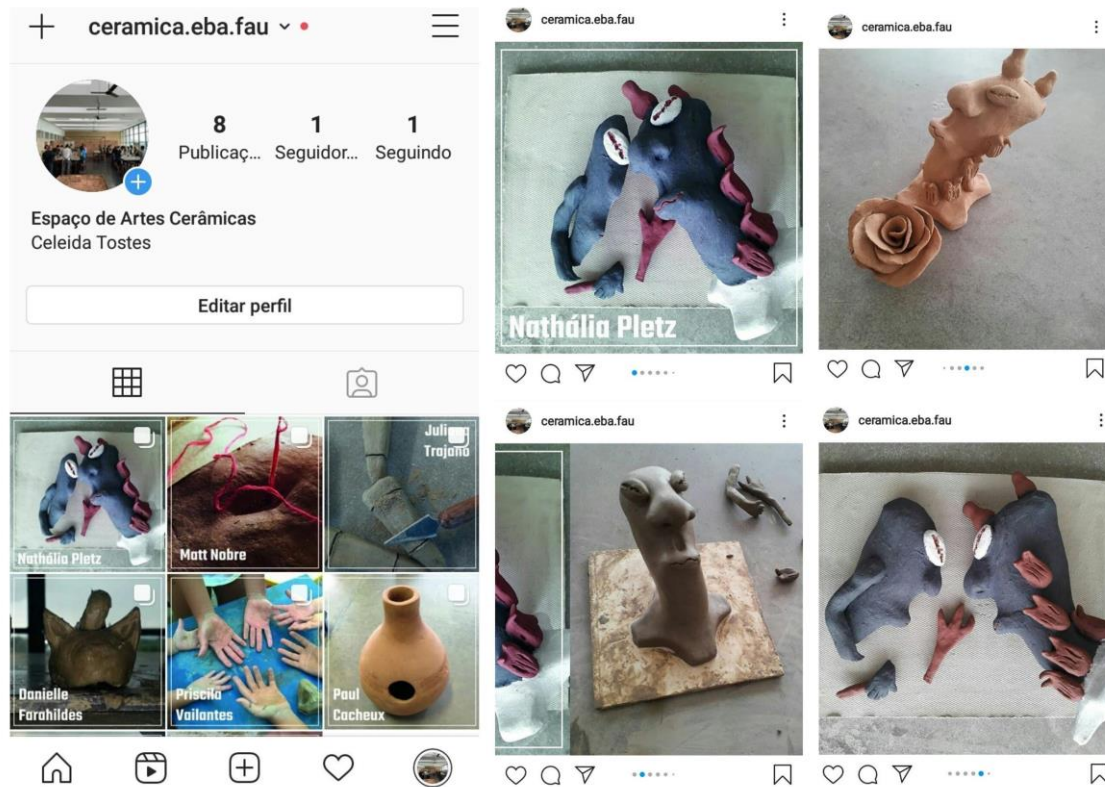 ceramica.eba.fau
8
1
1
Publicaç...
Seguidor...
Seguindo
Espaço de Artes Cerâmicas
Celeida Tostes
Editar perfil
Nathália Pletz
Matt Nobre
Juliana
Trajano
Danielle
Farahildes
Priscila
Vailantes
Paul
Cacheux
ceramica.eba.fau
Nathália Pletz
ceramica.eba.fau
ceramica.eba.fau
ceramica.eba.fau